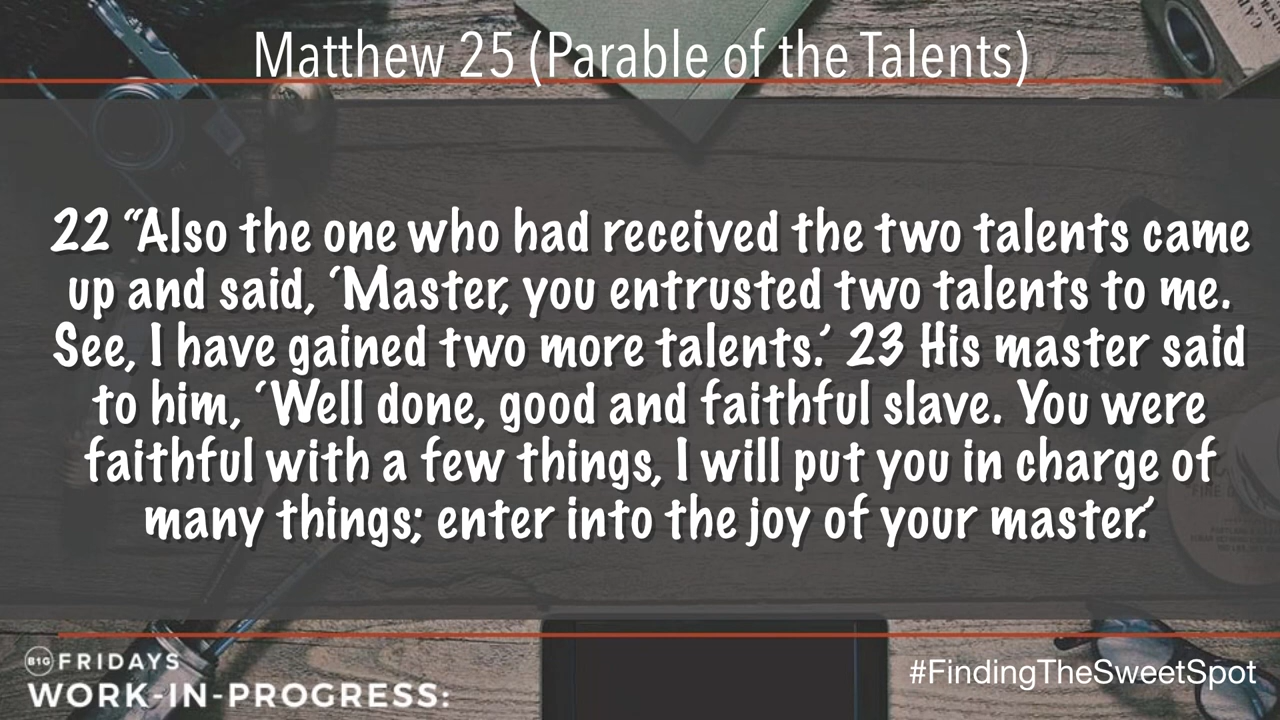 Matthew 25 (Parable of the Talents)
22 “Also the one who had received the two talents came
up and said, ‘Master, you entrusted two talents to me.
See, I have gained two more talents.’ 23 His master said
to him, ‘Well done, good and faithful slave. You were
faithful with a few things, I will put you in charge of
many things; enter into the joy of your master.’
B1G FRIDAYS
WORK-IN-PROGRESS:
#FindingTheSweetSpot